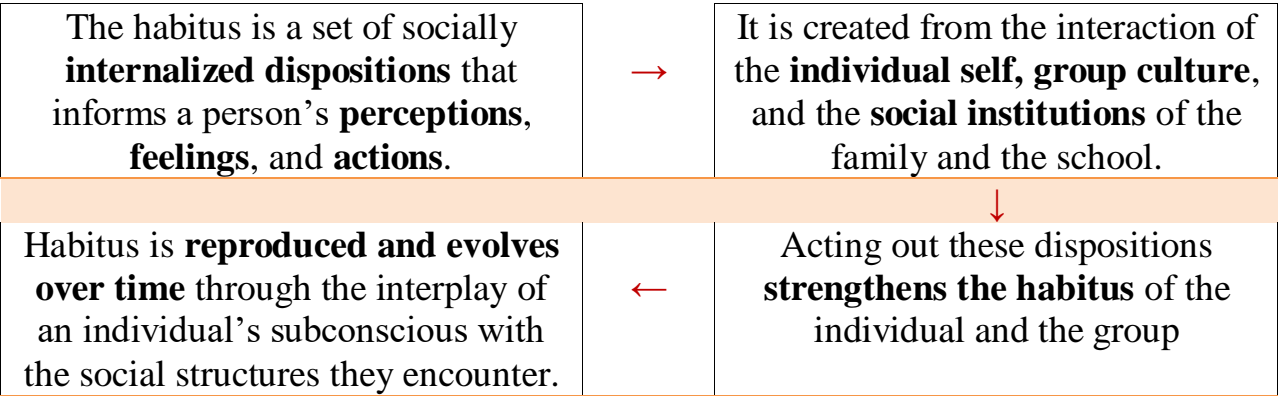 The habitus is a set of socially
internalized dispositions that
informs a person’s perceptions,
feelings, and actions.
→
It is created from the interaction of
the individual self, group culture,
and the social institutions of the
family and the school.
↓
Acting out these dispositions
strengthens the habitus of the
individual and the group
←
Habitus is reproduced and evolves
over time through the interplay of
an individual’s subconscious with
the social structures they encounter.